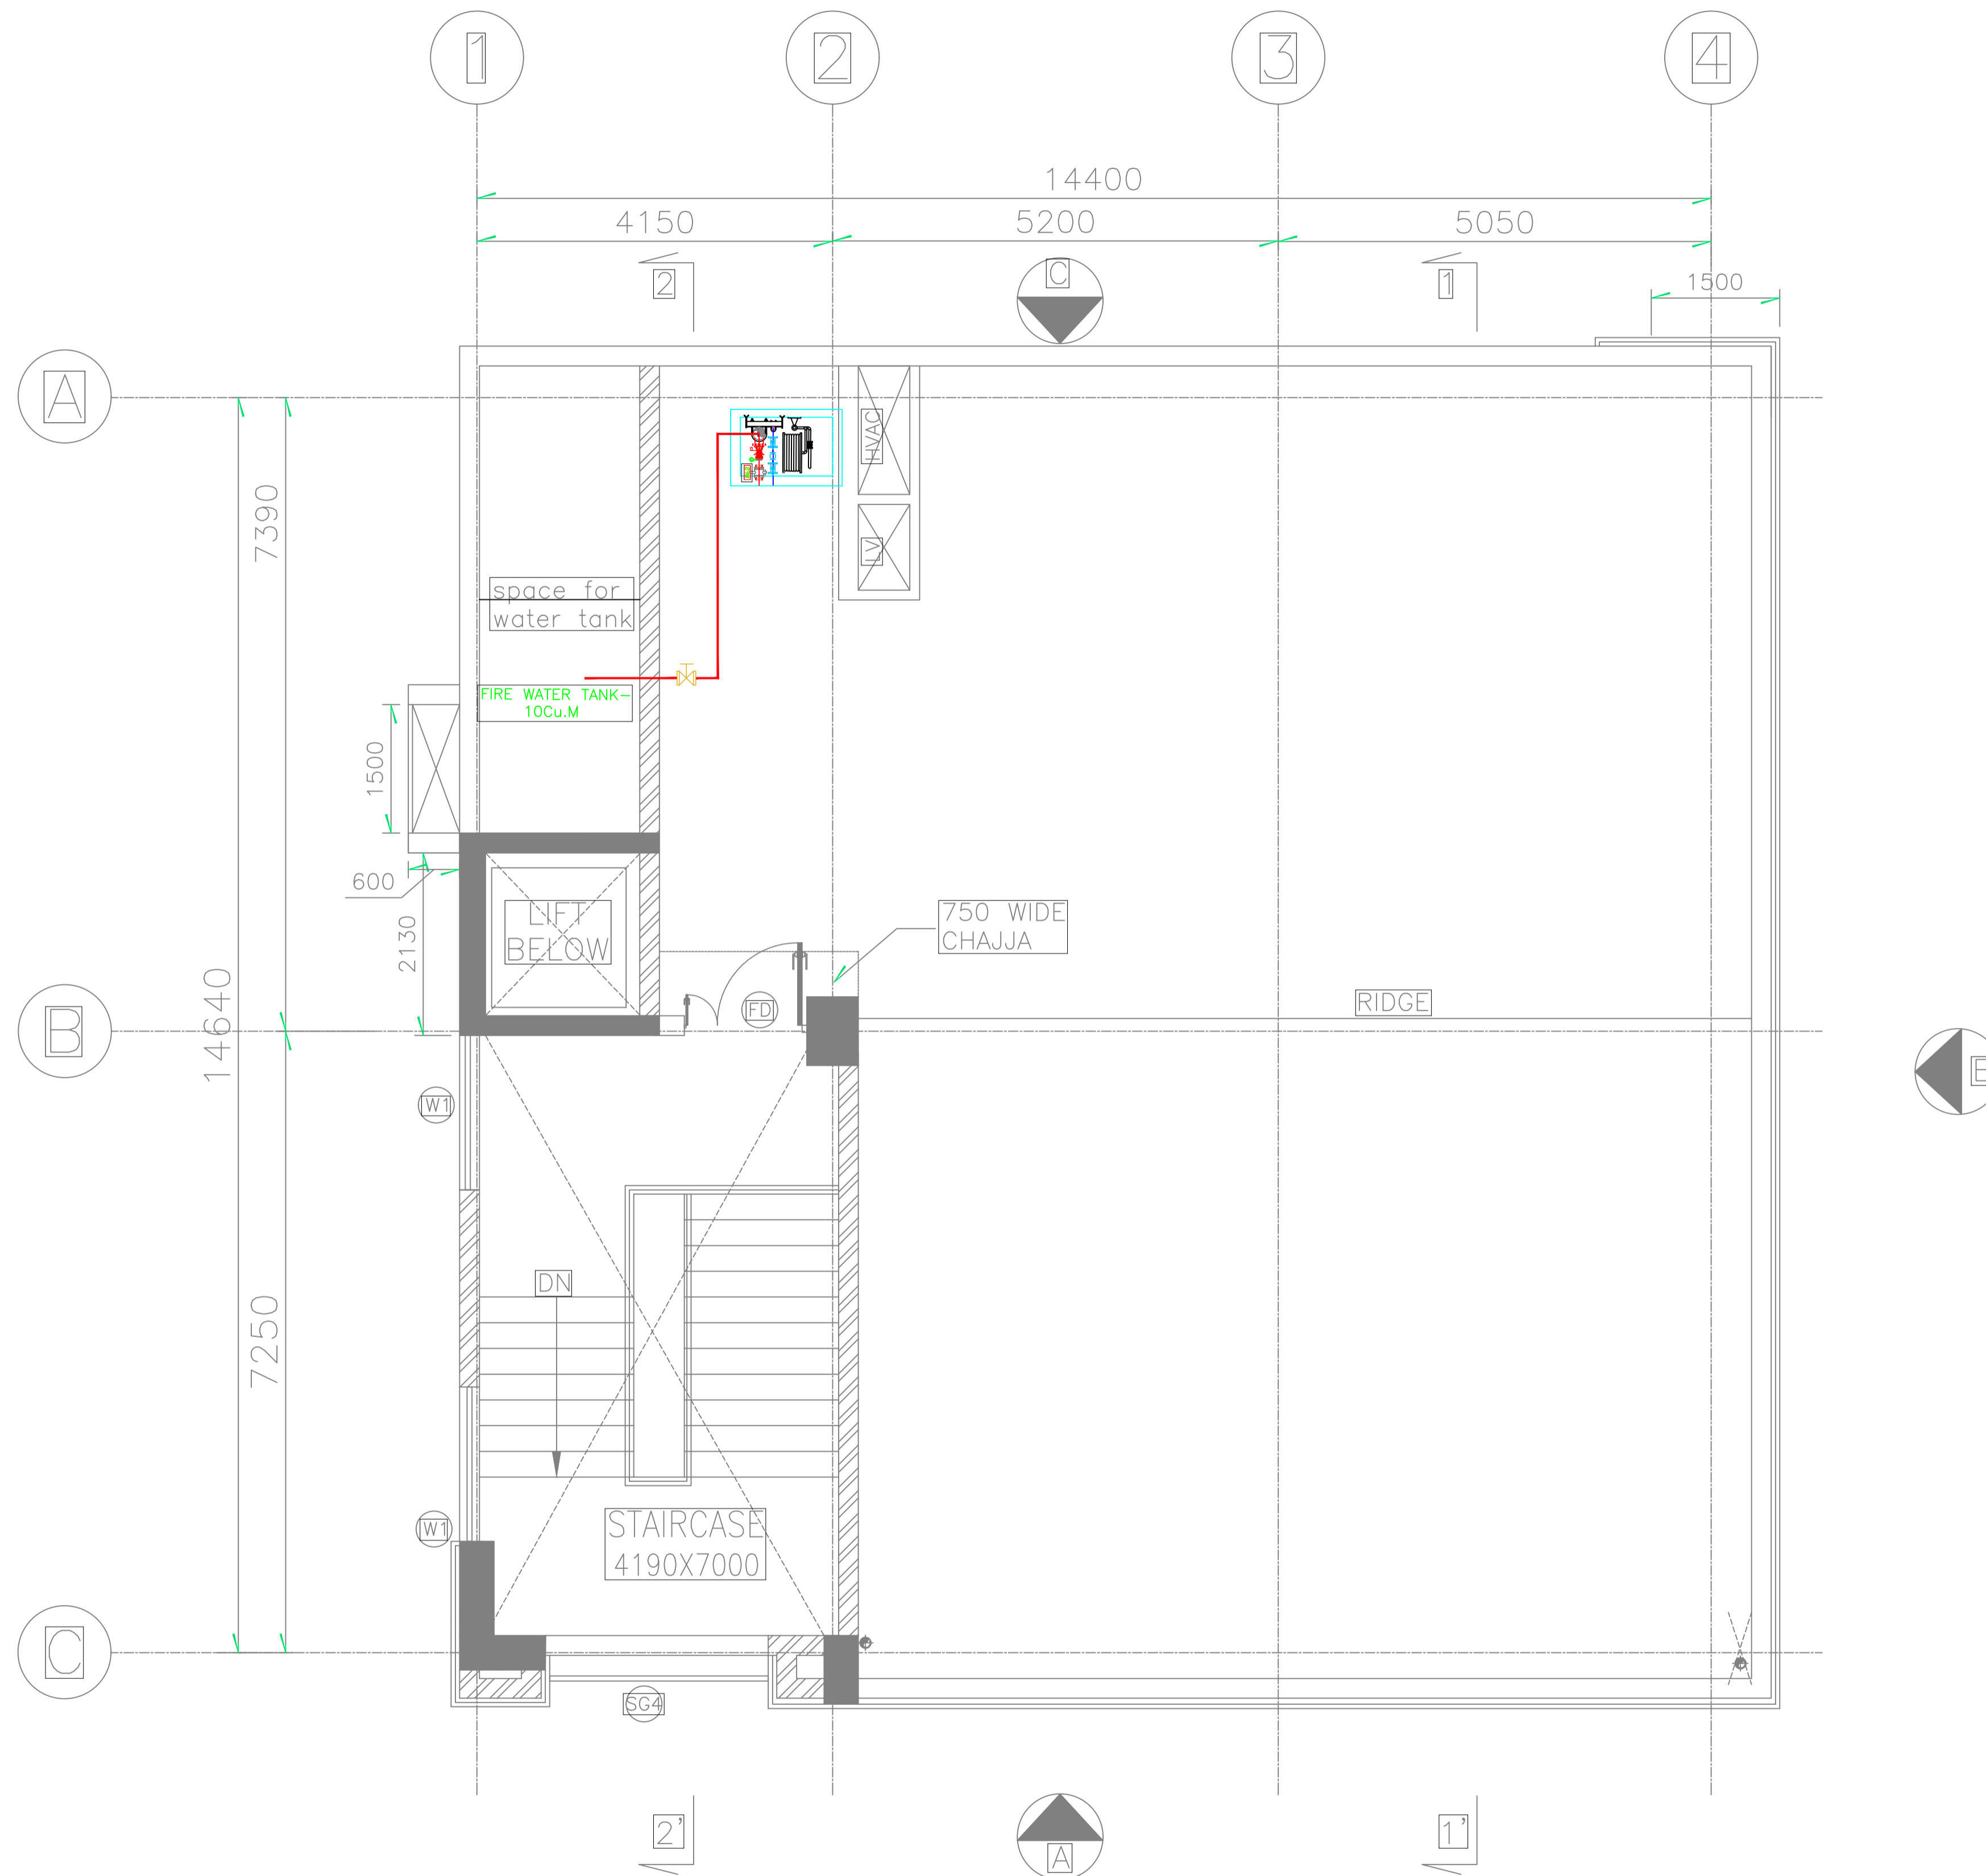 1
2
3
4
14400
4150
5200
5050
2
C
1
1500
A
HVAC
7390
LV
space for
water tank
FIRE WATER TANK-
10Cu.M
1500
600
LIFT
BELOW
750 WIDE
CHAJJA
2130
14640
RIDGE
FD
B
W1
7250
DN
W1
STAIRCASE
4190X7000
C
SG4
2'
1'
A